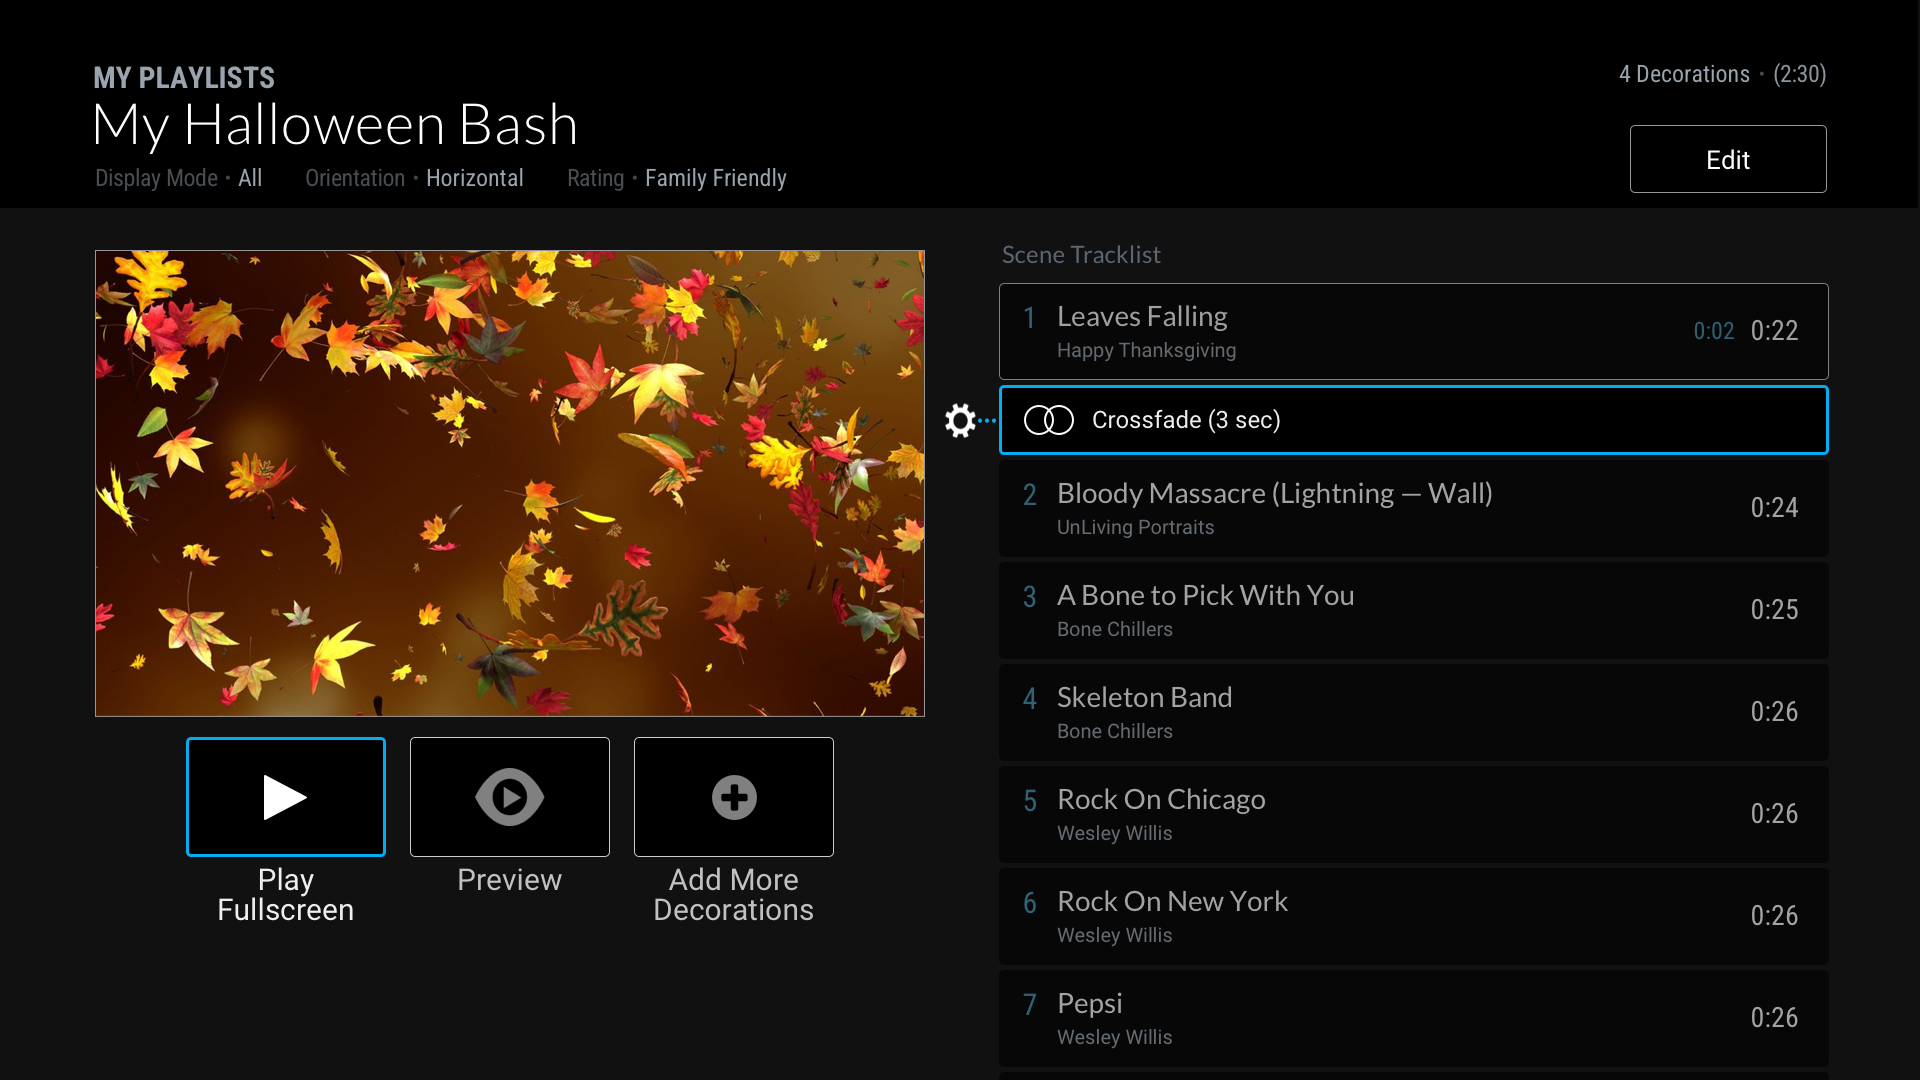 MY PLAYLISTS
My Halloween Bash
Display Mode · All Orientation · Horizontal Rating · Family Friendly
4 Decorations · (2:30)
Edit
Scene Tracklist
1 Leaves Falling 0:02 0:22
Happy Thanksgiving
Crossfade (3 sec)
2 Bloody Massacre (Lightning — Wall) 0:24
UnLiving Portraits
3 A Bone to Pick With You 0:25
Bone Chillers
4 Skeleton Band 0:26
Bone Chillers
5 Rock On Chicago 0:26
Wesley Willis
6 Rock On New York 0:26
Wesley Willis
7 Pepsi 0:26
Wesley Willis
Play
Fullscreen
Preview
Add More
Decorations